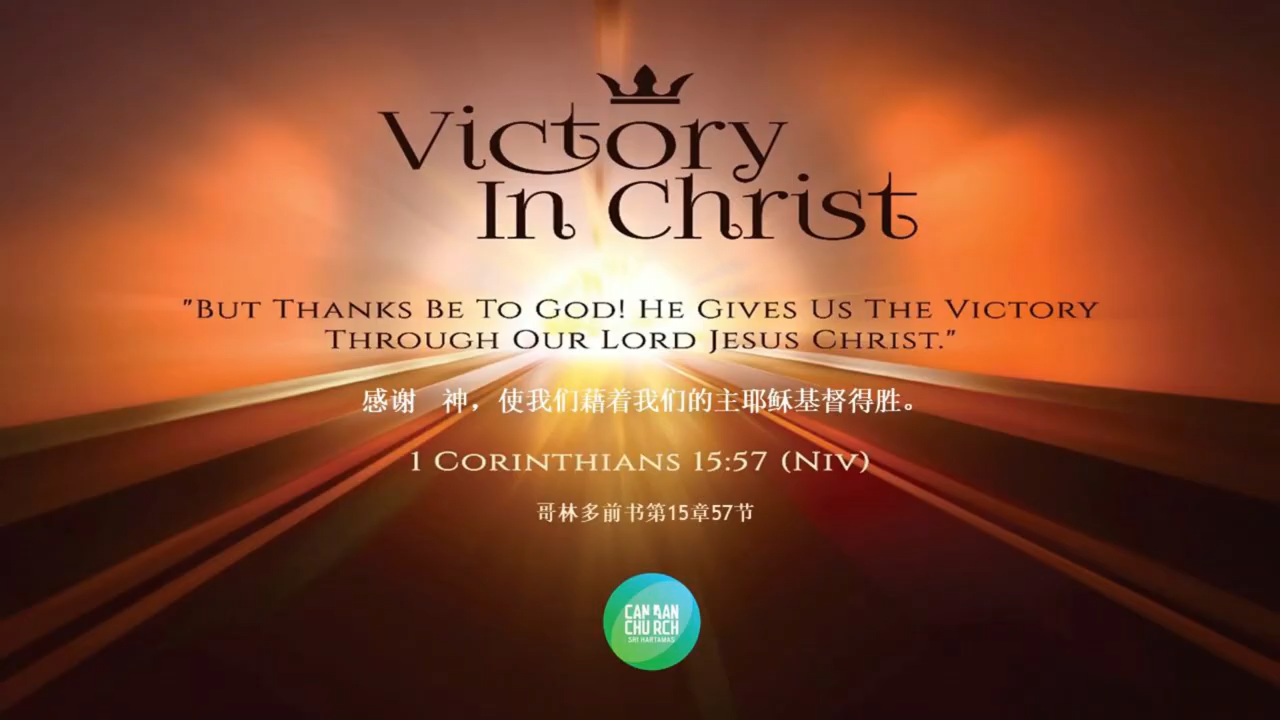 Victory
In Christ
"But Thanks Be To God! He Gives Us The Victory
Through Our Lord Jesus Christ."
感谢　神，使我们藉着我们的主耶稣基督得胜。
1 Corinthians 15:57 (Niv)
哥林多前书第15章57节
CANAAN
CHURCH
SRI HARTAMAS